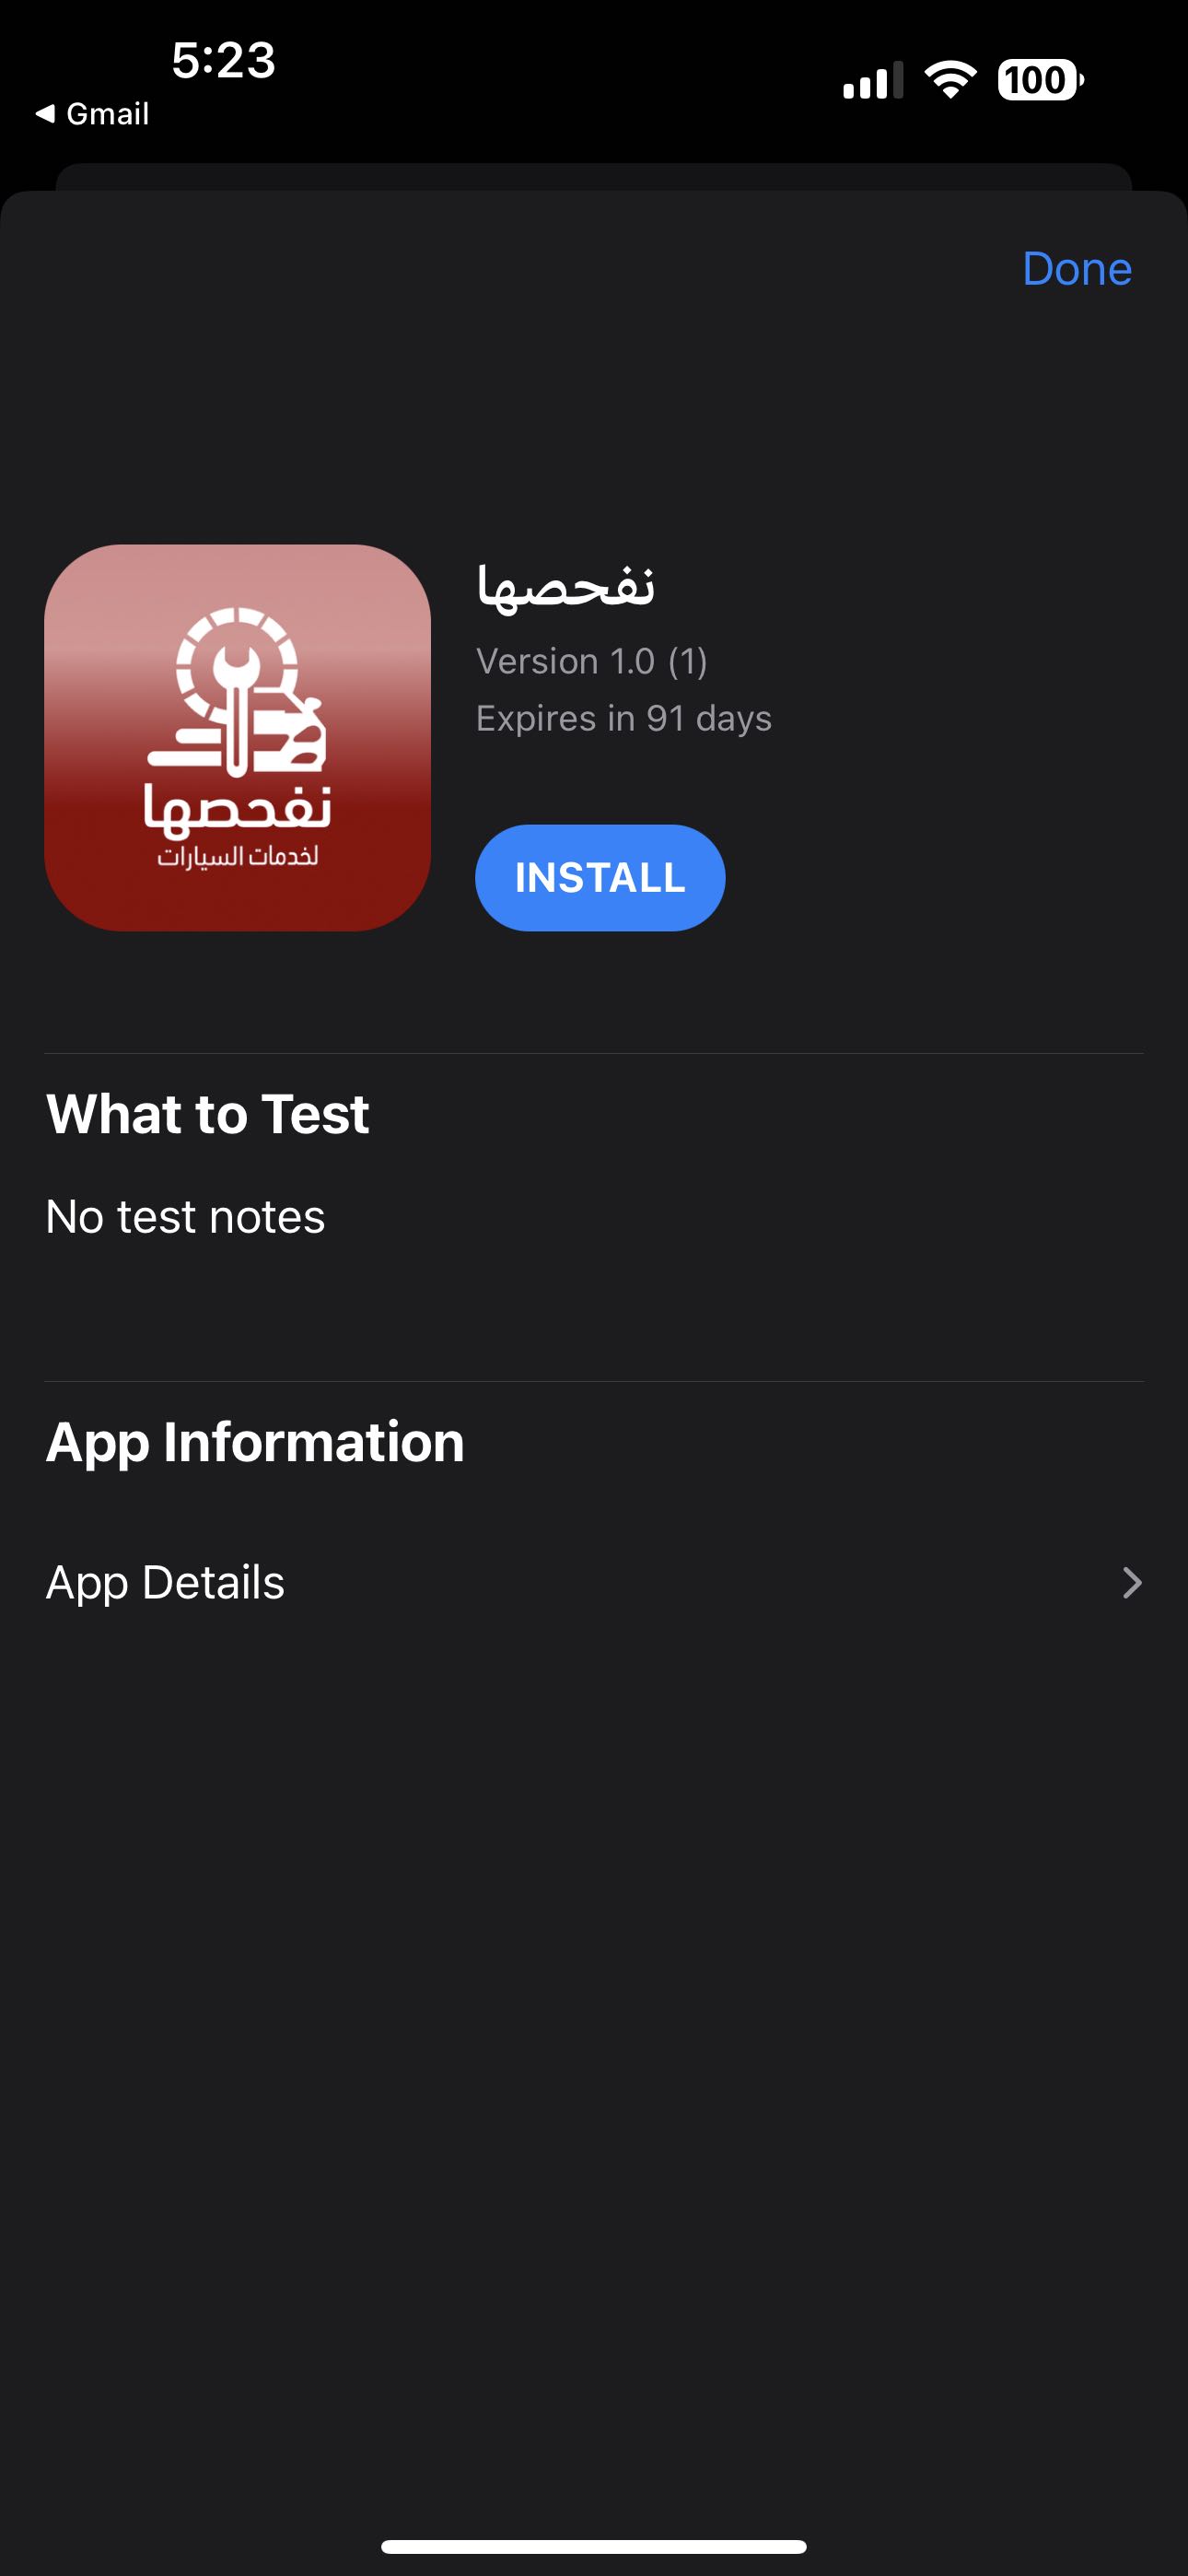 5:23
100
Gmail
Done
نفحصها
لخدمات السيارات
نفحصها
Version 1.0 (1)
Expires in 91 days
INSTALL
What to Test
No test notes
App Information
App Details